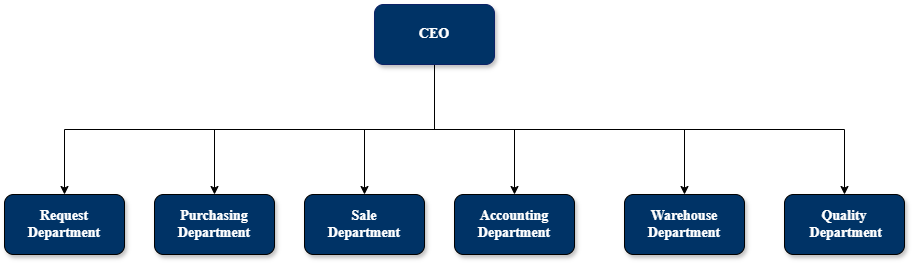 CEO
Request
Department
Purchasing
Department
Sale
Department
Accounting
Department
Warehouse
Department
Quality
Department